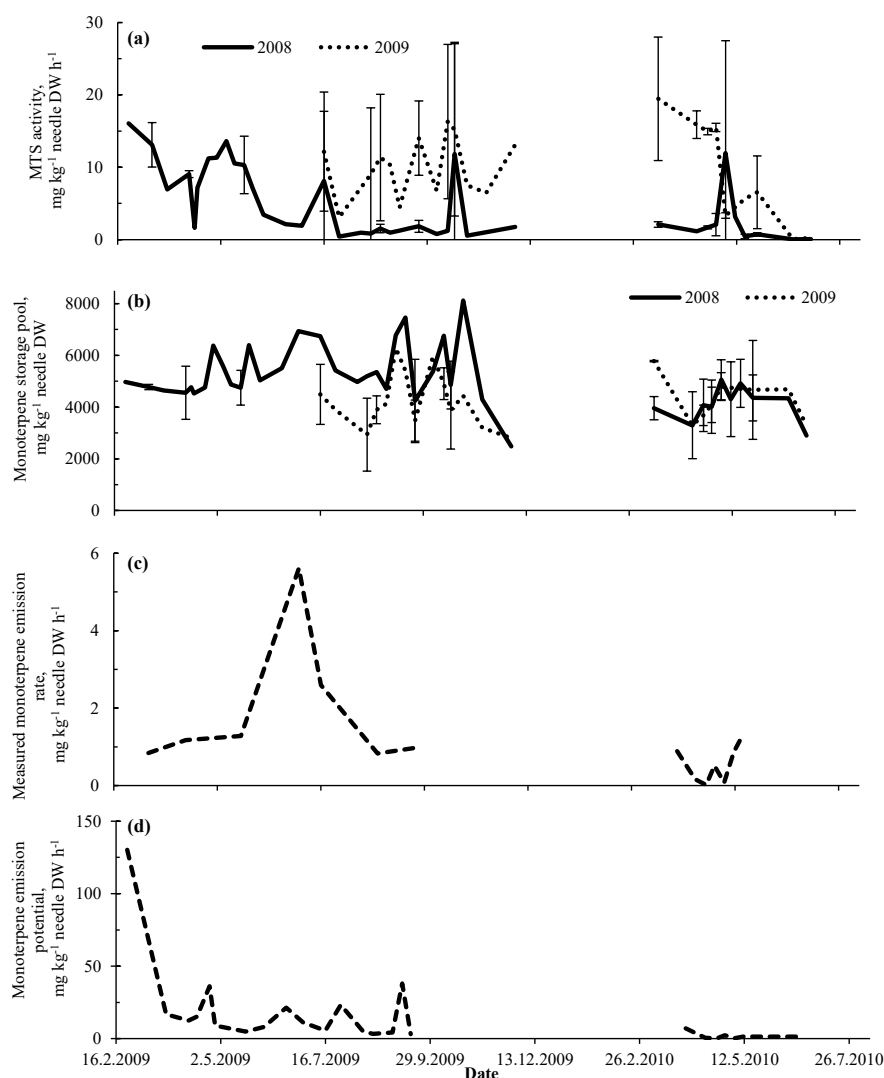 (a)
2008
2009
MTS activity,
mg kg⁻¹ needle DW h⁻¹
30
20
10
0
(b)
2008
2009
Monoterpene storage pool,
mg kg⁻¹ needle DW
8000
6000
4000
2000
0
(c)
Measured monoterpene emission
rate,
mg kg⁻¹ needle DW h⁻¹
6
4
2
0
(d)
Monoterpene emission
potential,
mg kg⁻¹ needle DW h⁻¹
150
100
50
0
16.2.2009 2.5.2009 16.7.2009 29.9.2009 13.12.2009 26.2.2010 12.5.2010 26.7.2010
Date